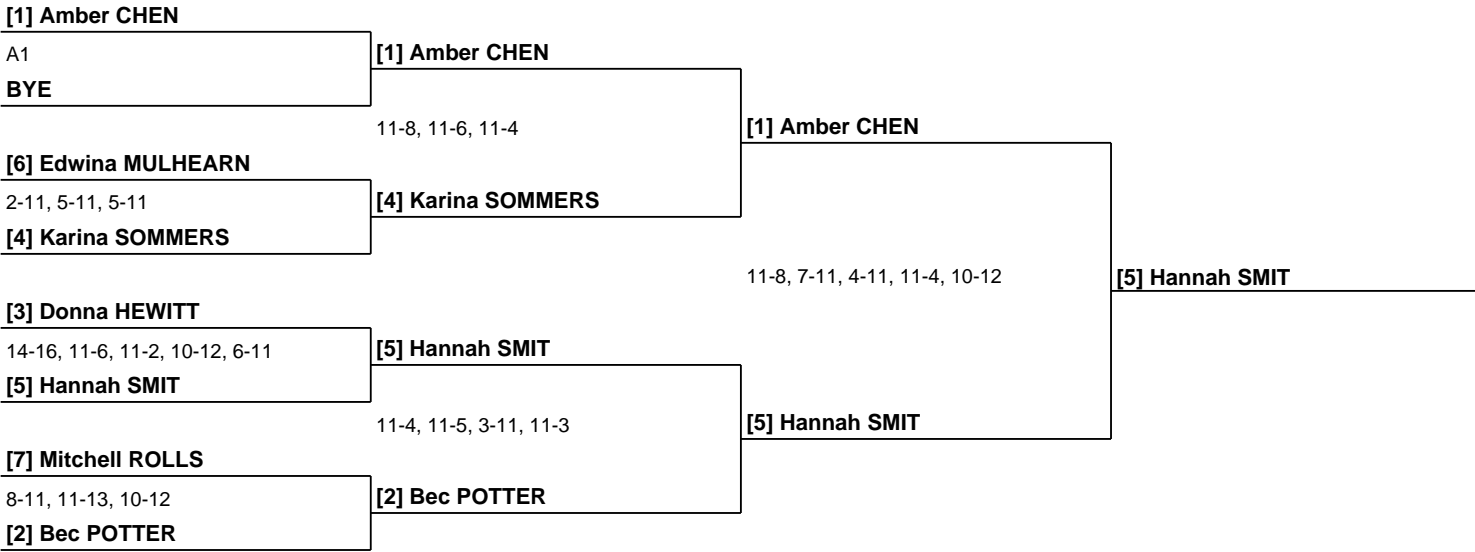 [1] Amber CHEN
A1
BYE
[1] Amber CHEN
11-8, 11-6, 11-4
[6] Edwina MULHEARN
2-11, 5-11, 5-11
[4] Karina SOMMERS
[4] Karina SOMMERS
[1] Amber CHEN
11-8, 7-11, 4-11, 11-4, 10-12
[5] Hannah SMIT
[3] Donna HEWITT
14-16, 11-6, 11-2, 10-12, 6-11
[5] Hannah SMIT
[5] Hannah SMIT
11-4, 11-5, 3-11, 11-3
[5] Hannah SMIT
[7] Mitchell ROLLS
8-11, 11-13, 10-12
[2] Bec POTTER
[2] Bec POTTER